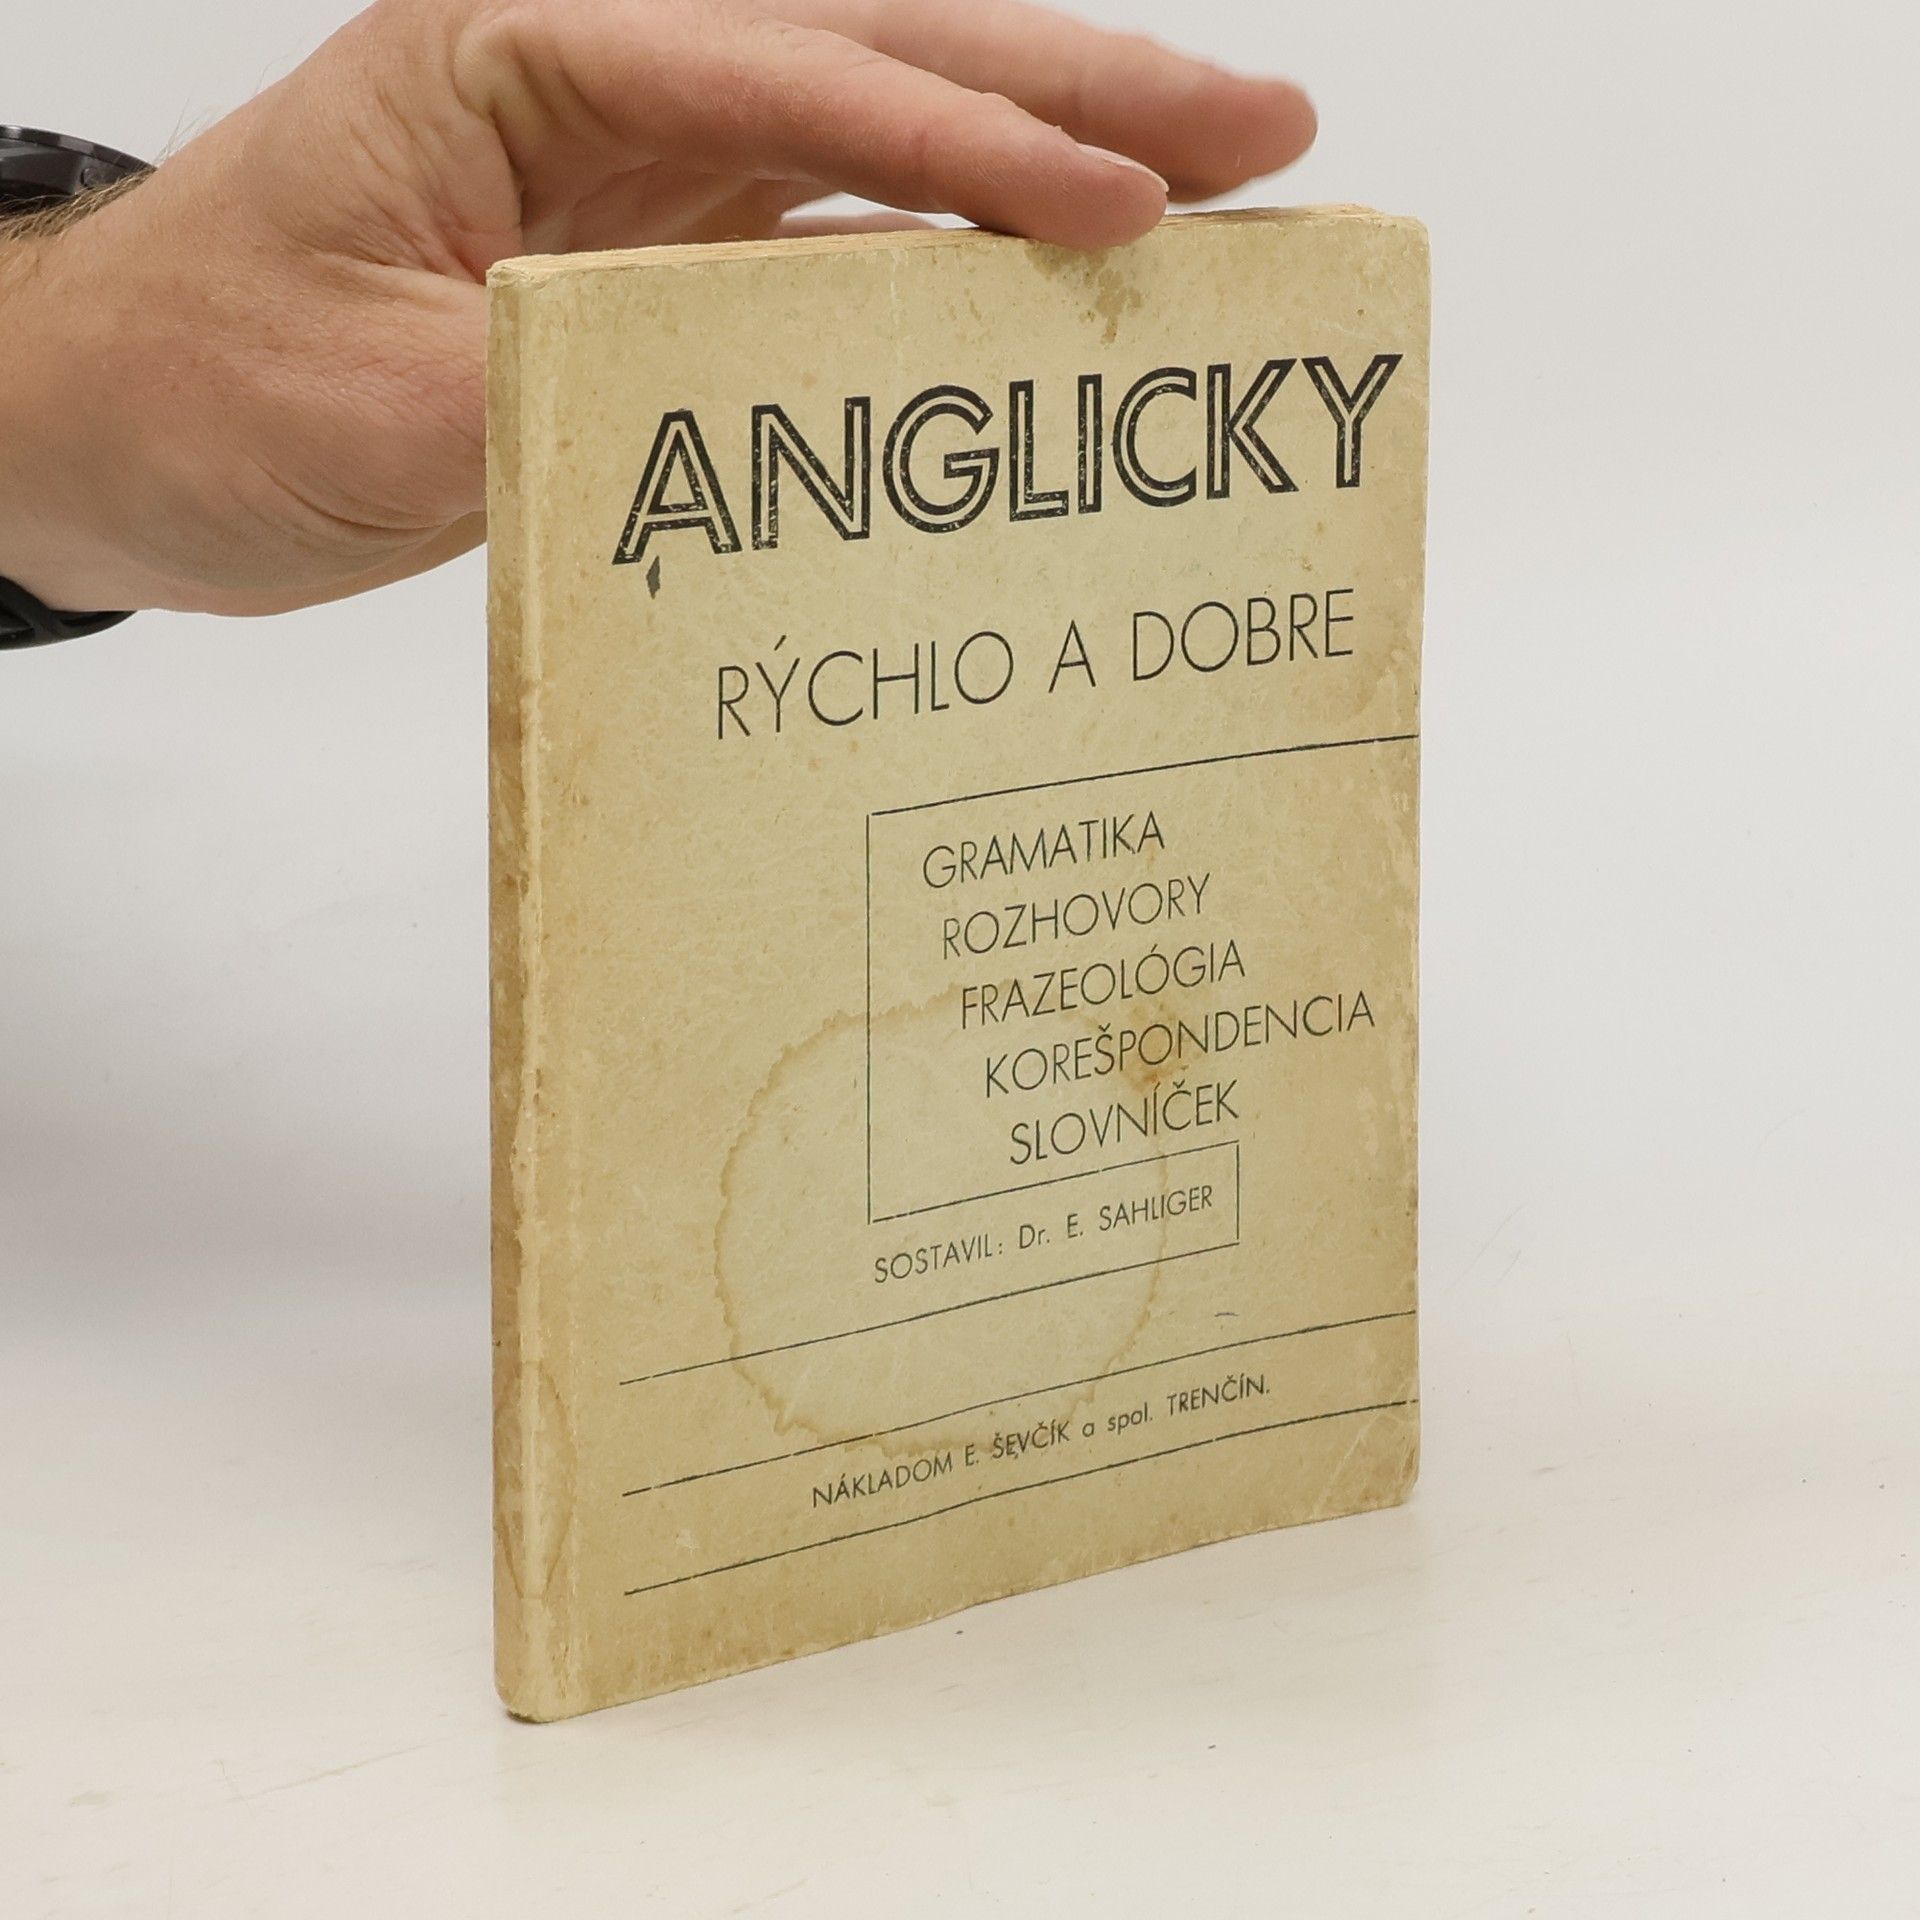 ANGLICKY
RÝCHLO A DOBRE
GRAMATIKA
ROZHOVORY
FRAZEOLÓGIA
KOREŠPONDENCIA
SLOVNÍČEK
SOSTAVIL: Dr. E. SAHLIGER
NÁKLADOM E. ŠEVČÍK a spol. TRENČÍN.